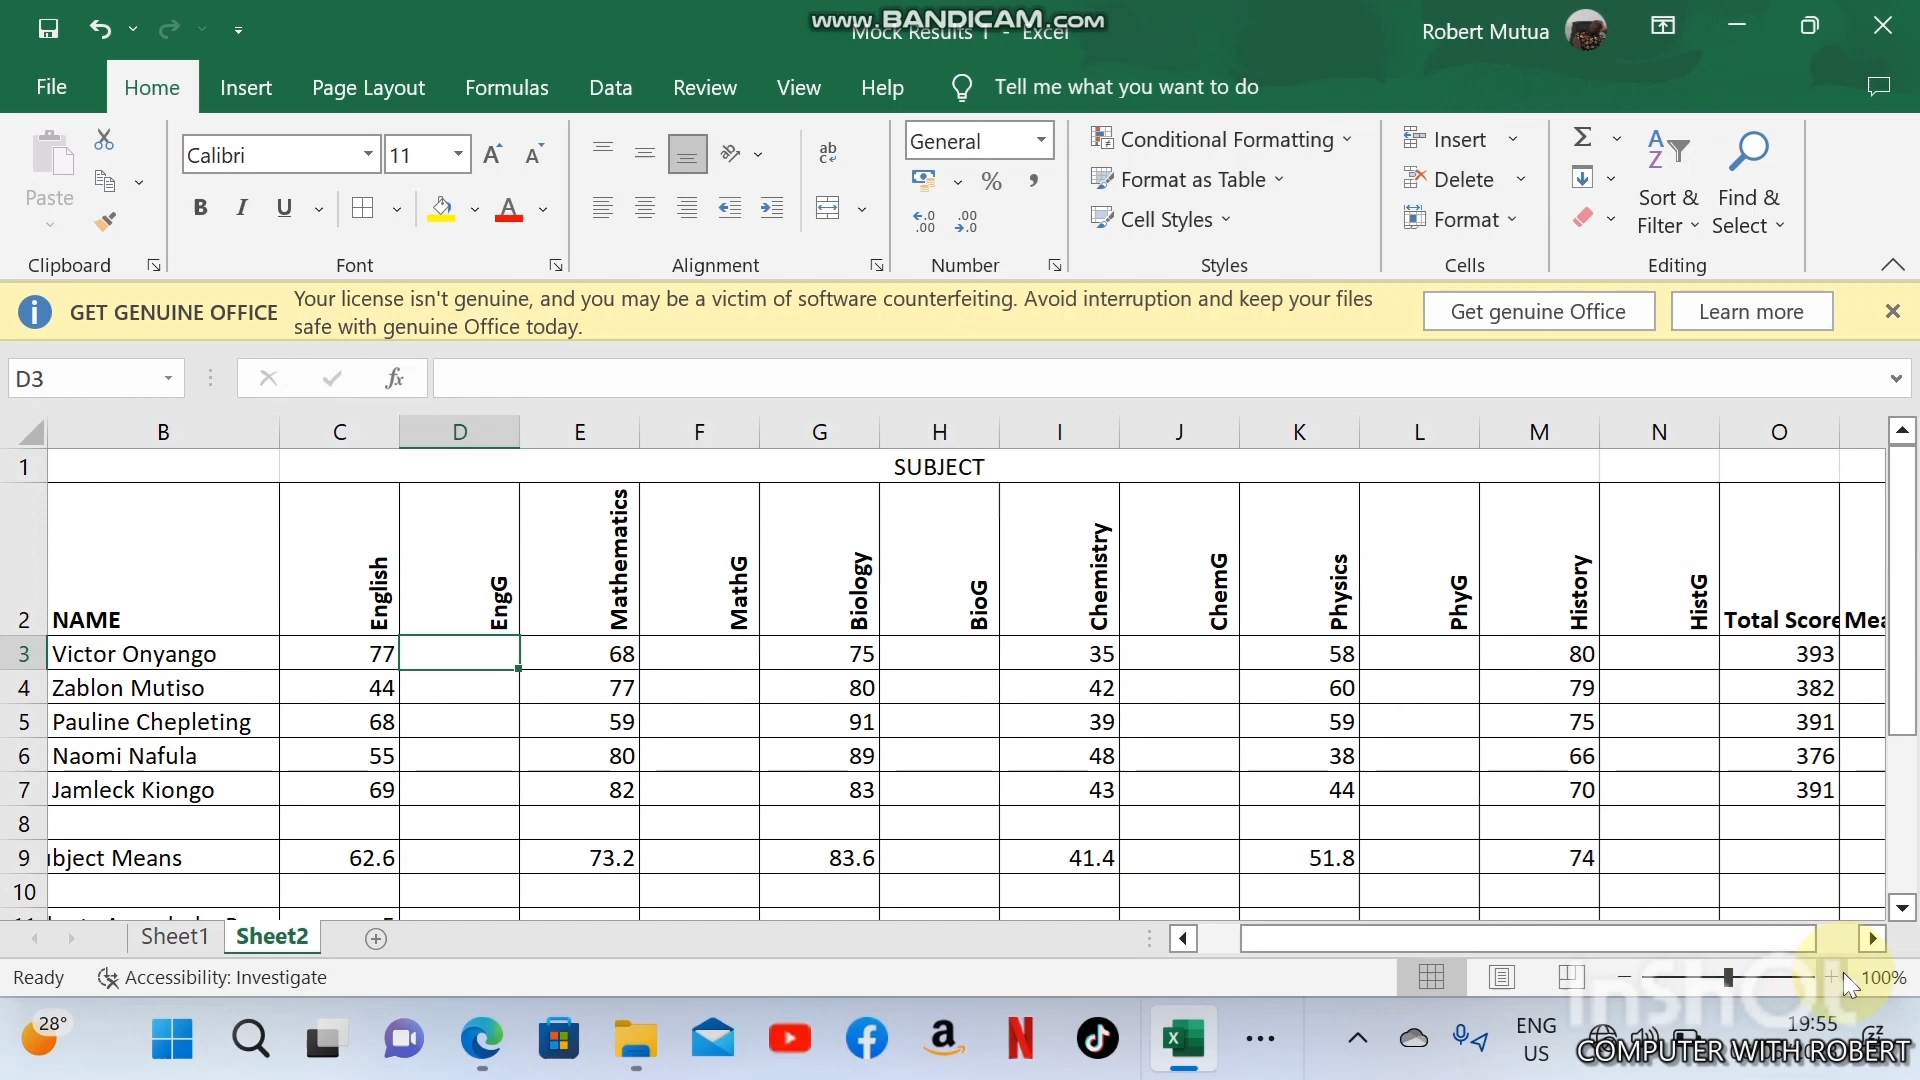 www.BANDICAM.com
Mock Results 1 - Excel
Robert Mutua
File Home Insert Page Layout Formulas Data Review View Help Tell me what you want to do
Paste
Calibri 11
General
Conditional Formatting
Format as Table
Cell Styles
Insert
Delete
Format
Sort & Filter
Find & Select
Clipboard Font Alignment Number Styles Cells Editing
GET GENUINE OFFICE
Your license isn't genuine, and you may be a victim of software counterfeiting. Avoid interruption and keep your files
safe with genuine Office today.
Get genuine Office
Learn more
D3
fx
B C D E F G H I J K L M N O
1 SUBJECT
2 NAME English EngG Mathematics MathG Biology BioG Chemistry ChemG Physics PhyG History HistG Total Score Mea
3 Victor Onyango 77 68 75 35 58 80 393
4 Zablon Mutiso 44 77 80 42 60 79 382
5 Pauline Chepleting 68 59 91 39 59 75 391
6 Naomi Nafula 55 80 89 48 38 66 376
7 Jamleck Kiongo 69 82 83 43 44 70 391
8
9 ubject Means 62.6 73.2 83.6 41.4 51.8 74
10
Sheet1 Sheet2
Ready
Accessibility: Investigate
100%
InShOt
28°
ENG
US
19:55
COMPUTER WITH ROBERT